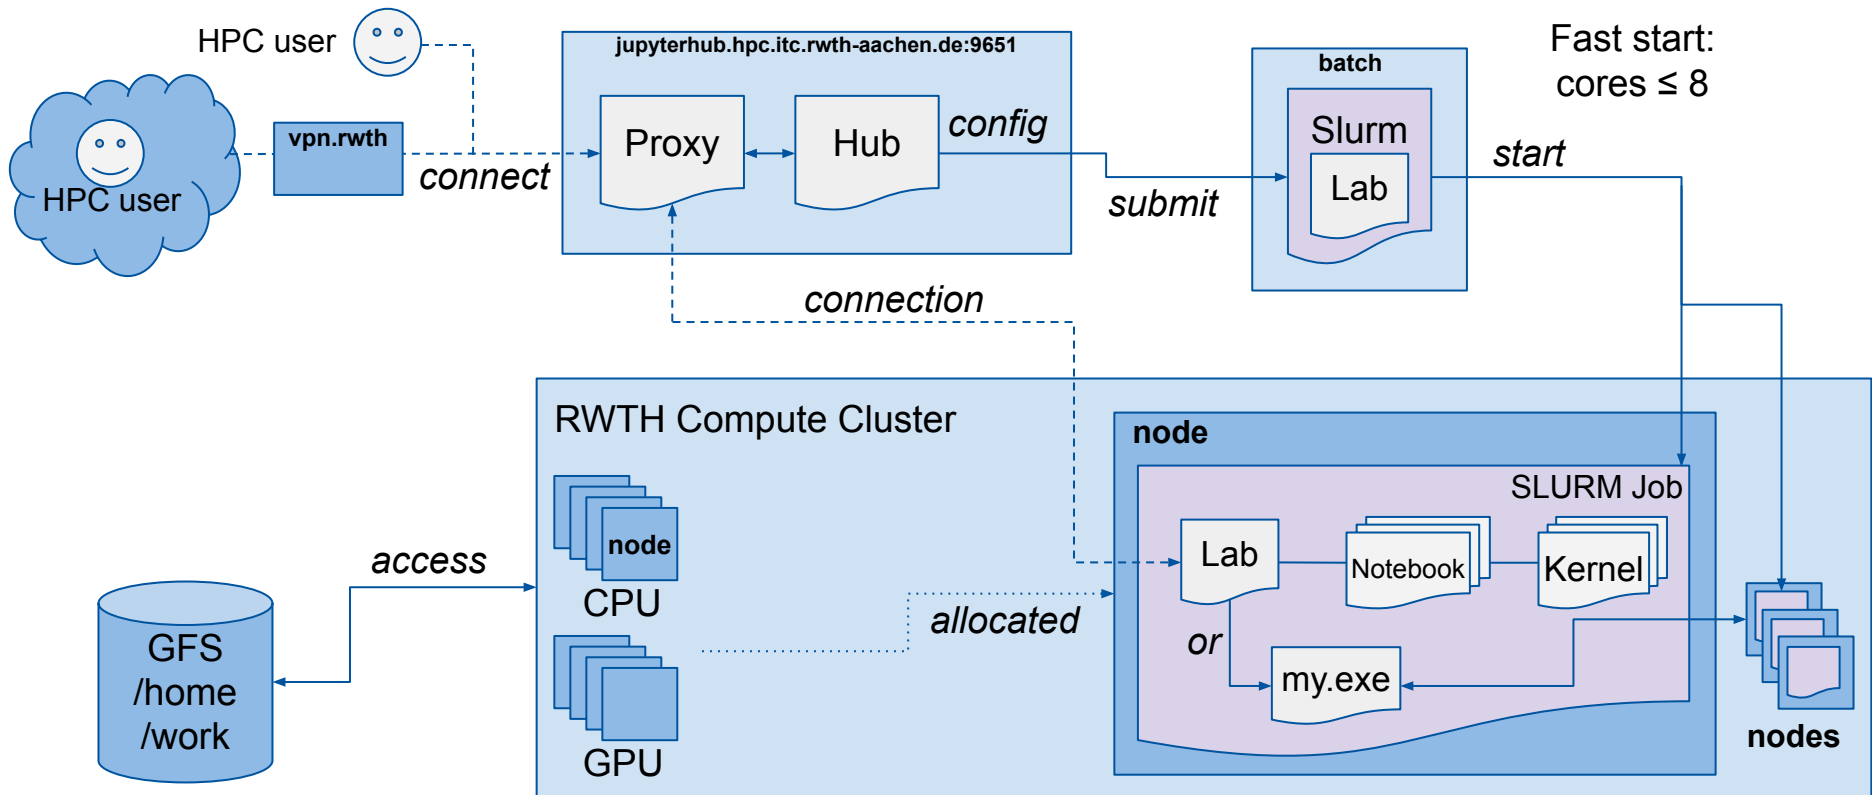 HPC user
HPC user
vpn.rwth
connect
jupyterhub.hpc.itc.rwth-aachen.de:9651
Proxy
Hub
config
submit
batch
Slurm
Lab
start
Fast start:
cores ≤ 8
connection
RWTH Compute Cluster
node
CPU
GPU
access
GFS
/home
/work
allocated
node
SLURM Job
Lab
Notebook
Kernel
or
my.exe
nodes